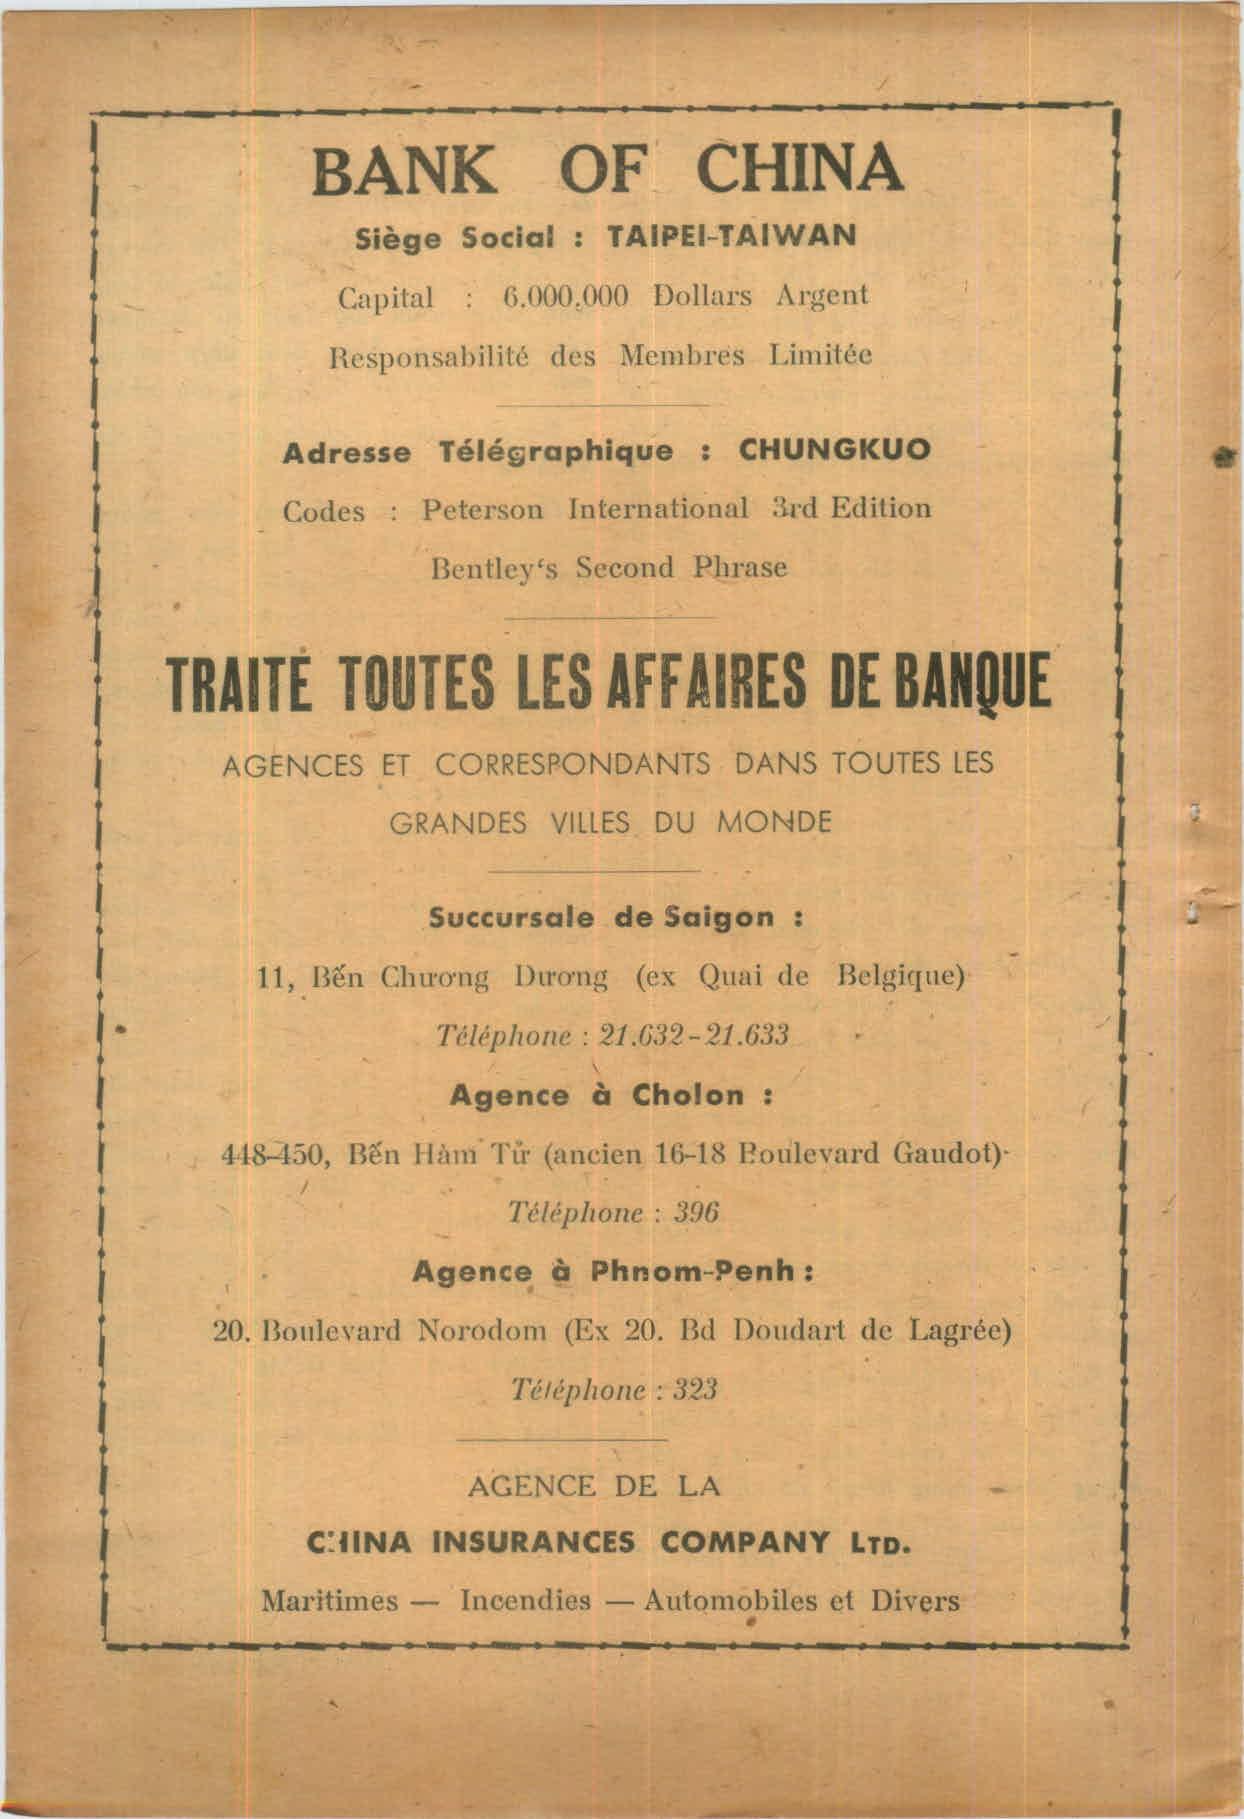 BANK OF CHINA
Siège Social : TAIPEI-TAIWAN
Capital : 6.000.000 Dollars Argent
Responsabilité des Membres Limitée
Adresse Télégraphique : CHUNGKUO
Codes : Peterson International 3rd Edition
Bentley‘s Second Phrase
TRAITE TOUTES LES AFFAIRES DE BANQUE
AGENCES ET CORRESPONDANTS DANS TOUTES LES
GRANDES VILLES DU MONDE
Succursale de Saigon :
11, Bến Chương Dương (ex Quai de Belgique)
Téléphone : 21.632-21.633
Agence à Cholon :
448-450, Bến Hàm Tử (ancien 16-18 Boulevard Gaudot)
Téléphone : 396
Agence à Phnom-Penh :
20. Boulevard Norodom (Ex 20. Bd Doudart de Lagrée)
Téléphone : 323
AGENCE DE LA
CHINA INSURANCES COMPANY LTD.
Maritimes — Incendies — Automobiles et Divers